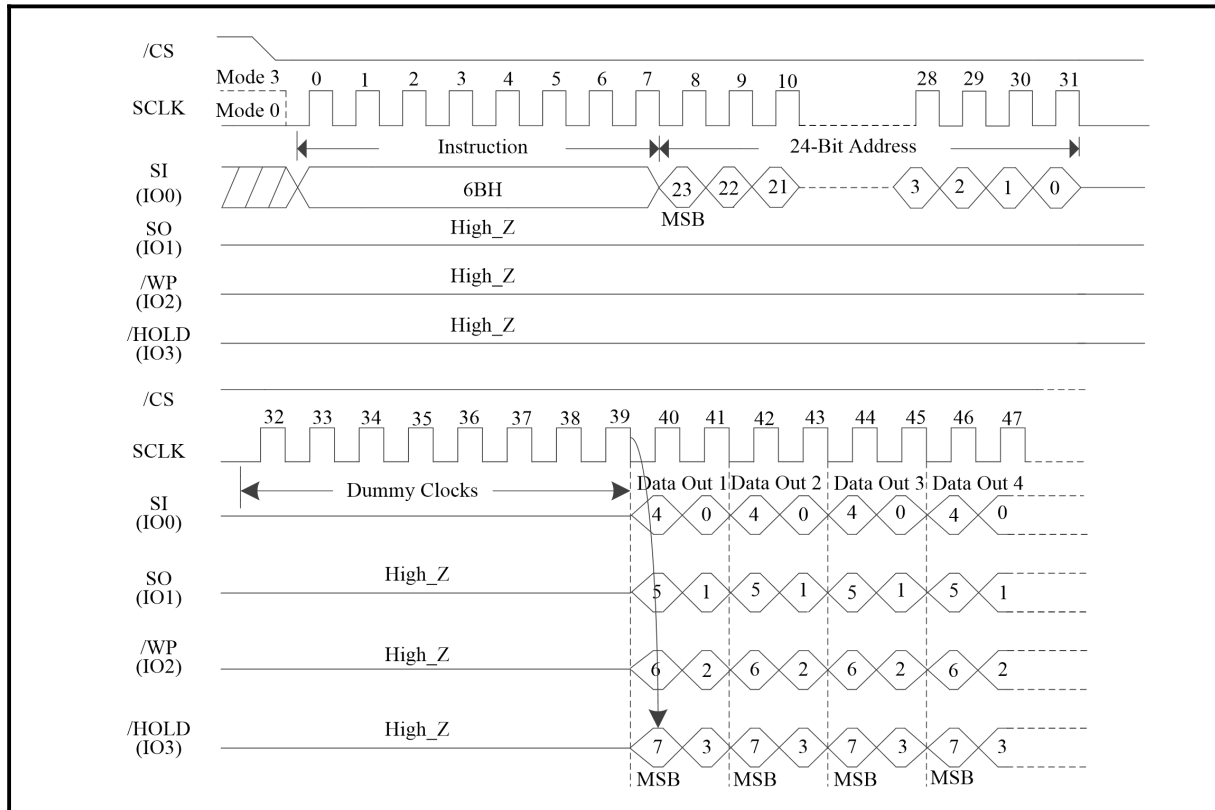 /CS
Mode 3
0 1 2 3 4 5 6 7 8 9 10 28 29 30 31
SCLK
Mode 0
Instruction
24-Bit Address
SI
(IO0)
6BH
23 22 21 3 2 1 0
MSB
SO
(IO1)
High_Z
/WP
(IO2)
High_Z
/HOLD
(IO3)
High_Z
/CS
32 33 34 35 36 37 38 39 40 41 42 43 44 45 46 47
SCLK
Dummy Clocks
Data Out 1 Data Out 2 Data Out 3 Data Out 4
SI
(IO0)
4 0 4 0 4 0 4 0
SO
(IO1)
High_Z
5 1 5 1 5 1 5 1
/WP
(IO2)
High_Z
6 2 6 2 6 2 6 2
/HOLD
(IO3)
High_Z
7 3 7 3 7 3 7 3
MSB MSB MSB MSB